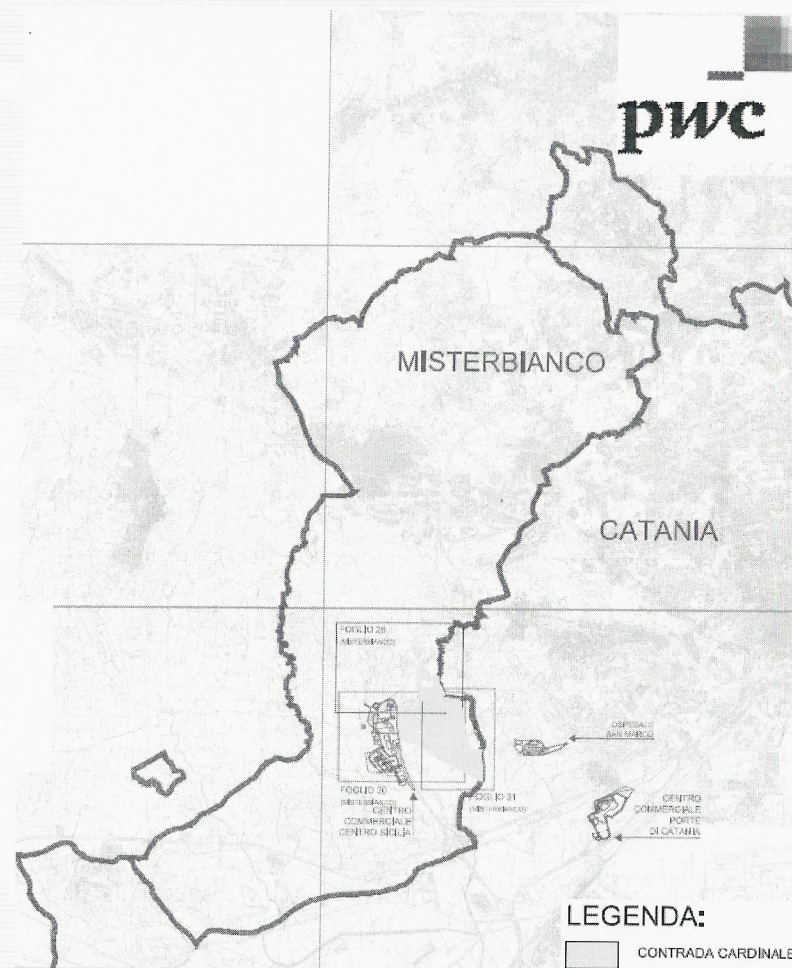 pwc
MISTERBIANCO
CATANIA
FOGLIO 28
(MISTERBIANCO)
OSPEDALE
SAN MARCO
FOGLIO 30
(MISTERBIANCO)
CENTRO
COMMERCIALE
CENTRO SICILIA
FOGLIO 31
(MISTERBIANCO)
CENTRO
COMMERCIALE
PORTE
DI CATANIA
LEGENDA:
CONTRADA CARDINALE